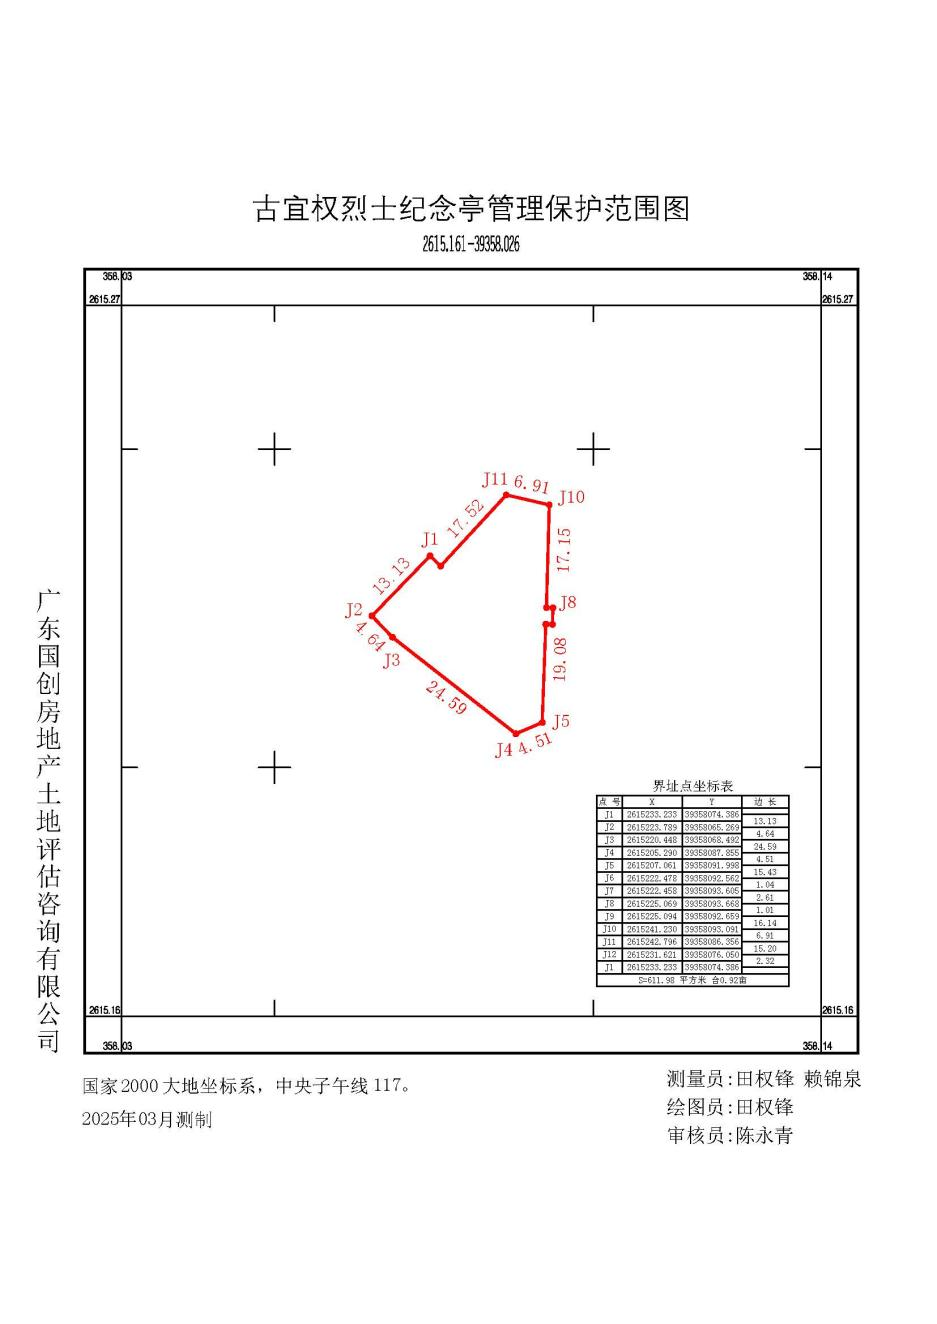 古宜权烈士纪念亭管理保护范围图
2615.161-39358.026
358.03
358.14
2615.27
2615.27
J11
6.91
J10
17.52
17.15
J1
13.13
J2
J8
4.64
J3
19.08
24.59
J5
J4
4.51
广东国创房地产土地评估咨询有限公司
界址点坐标表
点 号 X Y 边 长
J1 2615233.233 39358074.386
13.13
J2 2615223.789 39358065.269
4.64
J3 2615220.448 39358068.492
24.59
J4 2615205.290 39358087.855
4.51
J5 2615207.061 39358091.998
15.43
J6 2615222.478 39358092.562
1.04
J7 2615222.458 39358093.605
2.61
J8 2615225.069 39358093.668
1.01
J9 2615225.094 39358092.659
16.14
J10 2615241.230 39358093.091
6.91
J11 2615242.796 39358086.356
15.20
J12 2615231.621 39358076.050
2.32
J1 2615233.233 39358074.386
S=611.98 平方米 合0.92亩
2615.16
2615.16
358.03
358.14
国家2000大地坐标系，中央子午线117。
2025年03月测制
测量员:田权锋 赖锦泉
绘图员:田权锋
审核员:陈永青